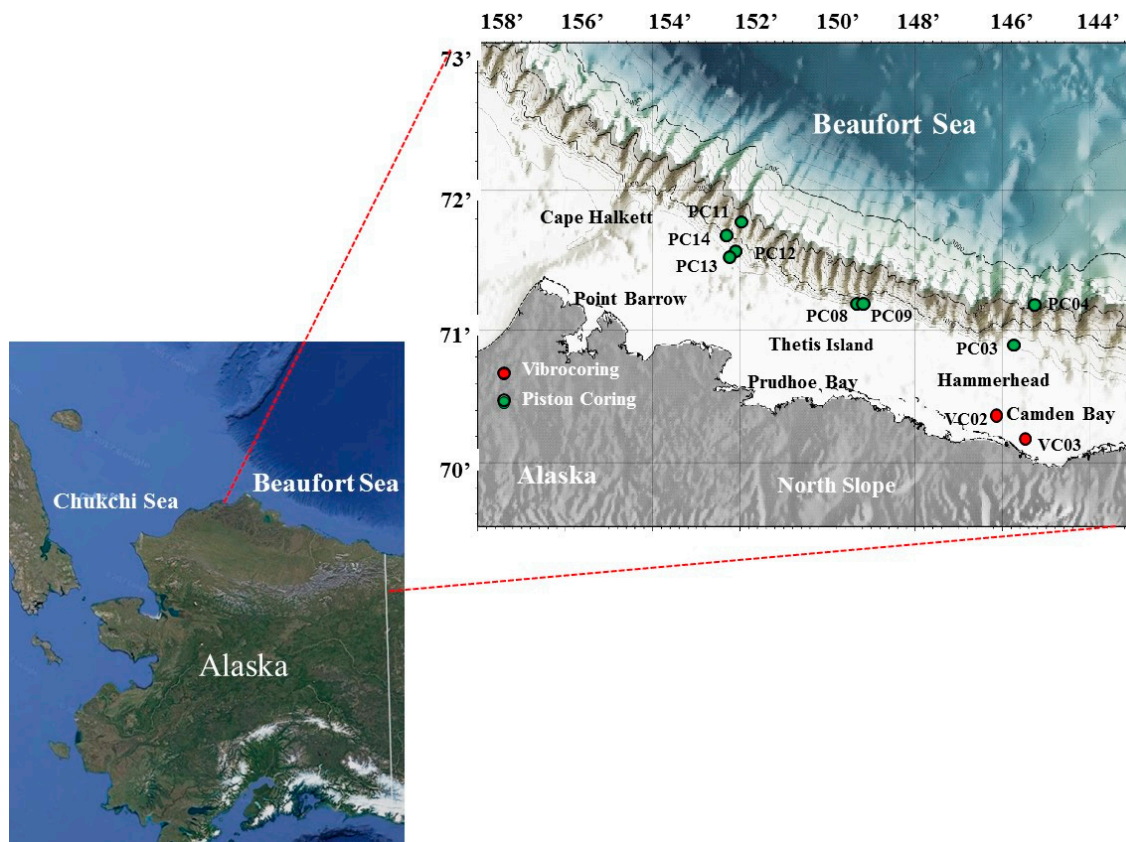 158’ 156’ 154’ 152’ 150’ 148’ 146’ 144’
73’
Beaufort Sea
72’
Cape Halkett
PC11
PC14
PC12
PC13
Point Barrow
PC08 PC09
PC04
71’
Thetis Island
PC03
Vibrocoring
Prudhoe Bay
Hammerhead
Piston Coring
VC02 Camden Bay
VC03
70’
Alaska
North Slope
Chukchi Sea
Beaufort Sea
Alaska